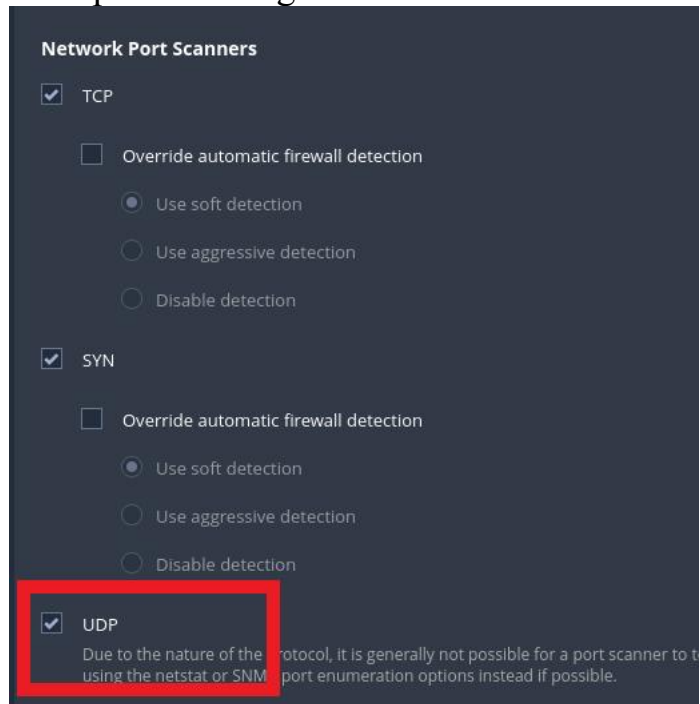 Network Port Scanners
TCP
Override automatic firewall detection
Use soft detection
Use aggressive detection
Disable detection
SYN
Override automatic firewall detection
Use soft detection
Use aggressive detection
Disable detection
UDP
Due to the nature of the protocol, it is generally not possible for a port scanner to
using the netstat or SNM port enumeration options instead if possible.